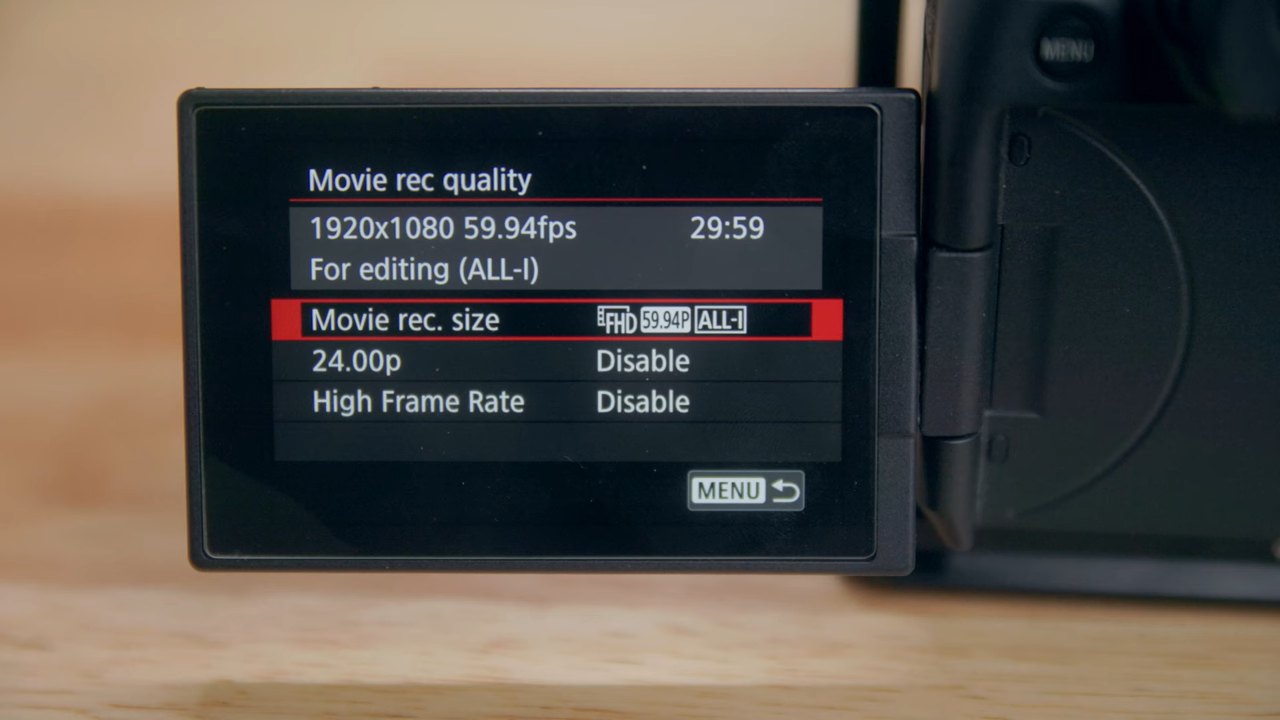 MENU
Movie rec quality
1920x1080 59.94fps 29:59
For editing (ALL-I)
Movie rec. size FHD 59.94P ALL-I
24.00p Disable
High Frame Rate Disable
MENU